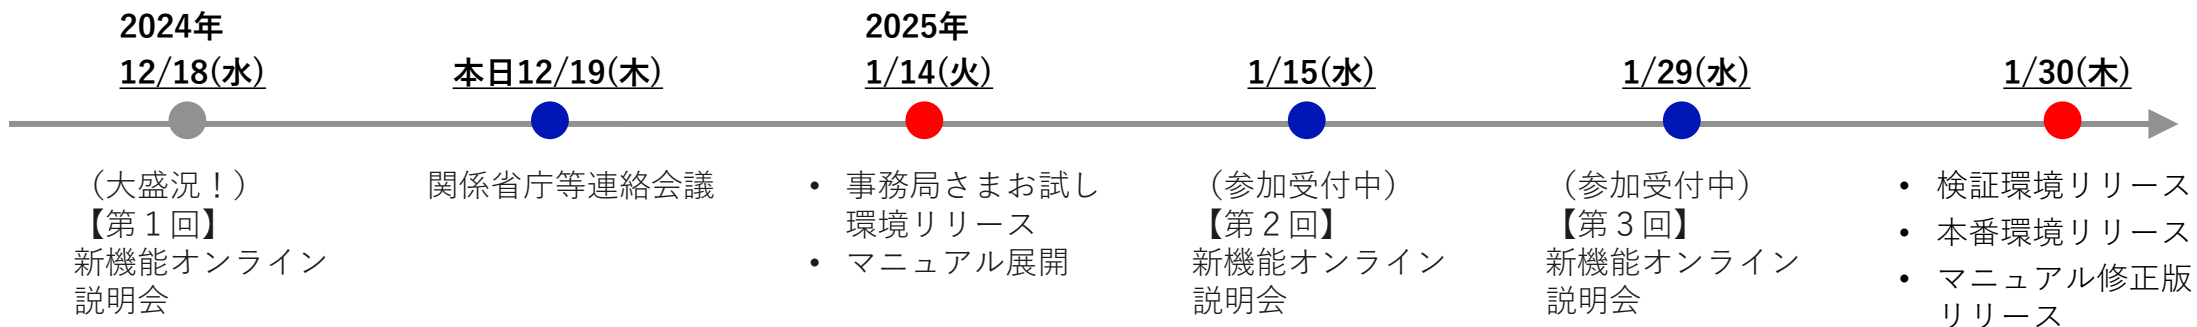 2024年
12/18(水)
（大盛況！）
【第１回】
新機能オンライン
説明会
本日12/19(木)
関係省庁等連絡会議
2025年
1/14(火)
• 事務局さまお試し
環境リリース
• マニュアル展開
1/15(水)
（参加受付中）
【第２回】
新機能オンライン
説明会
1/29(水)
（参加受付中）
【第３回】
新機能オンライン
説明会
1/30(木)
• 検証環境リリース
• 本番環境リリース
• マニュアル修正版
リリース